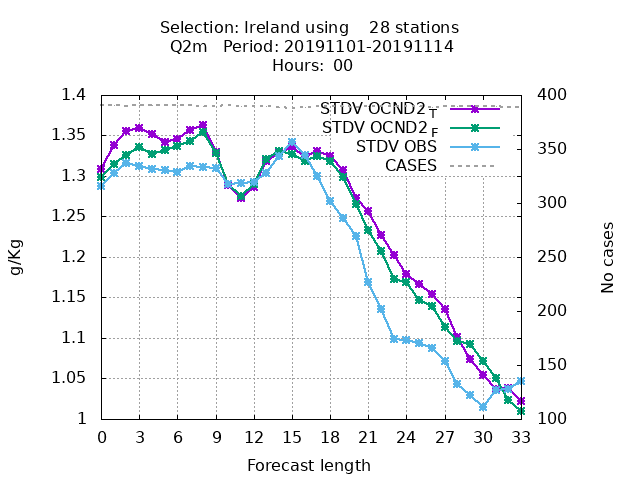 Selection: Ireland using    28 stations
Q2m   Period: 20191101-20191114
Hours:  00
1.4
1.35
1.3
1.25
1.2
1.15
1.1
1.05
1
g/Kg
STDV OCND2_T
STDV OCND2_F
STDV OBS
CASES
400
350
300
250
200
150
100
No cases
0 3 6 9 12 15 18 21 24 27 30 33
Forecast length